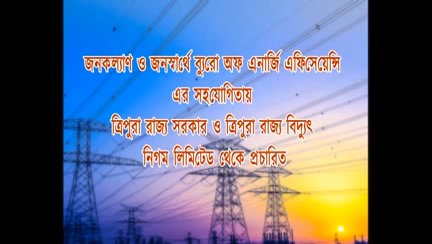 জনকল্যাণ ও জনস্বার্থে ব্যুরো অফ এনার্জি এফিসেয়েন্সি
এর সহযোগিতায়
ত্রিপুরা রাজ্য সরকার ও ত্রিপুরা রাজ্য বিদ্যুৎ
নিগম লিমিটেড থেকে প্রচারিত